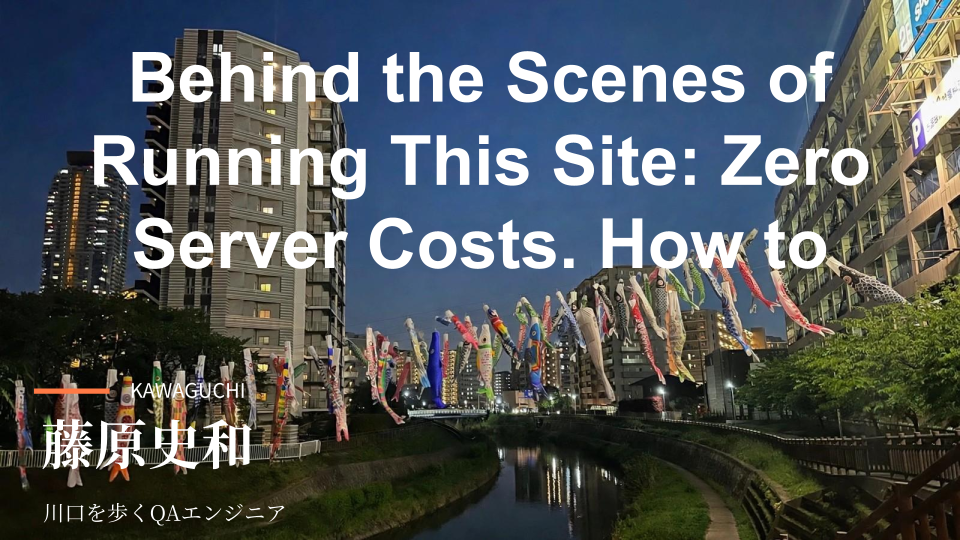 Behind the Scenes of
Running This Site: Zero
Server Costs. How to
KAWAGUCHI
藤原史和
川口を歩くQAエンジニア